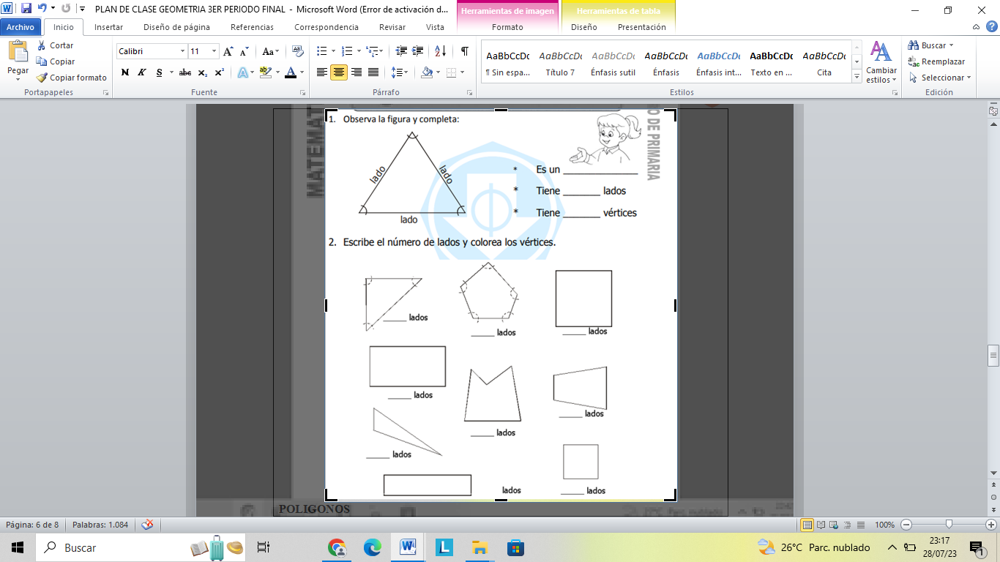 PLAN DE CLASE GEOMETRIA 3ER PERIODO FINAL - Microsoft Word (Error de activación d...
Herramientas de imagen
Herramientas de tabla
Archivo Inicio Insertar Diseño de página Referencias Correspondencia Revisar Vista Formato Diseño Presentación
Pegar
Cortar
Copiar
Copiar formato
Portapapeles
Calibri 11
N K S abc x₂ x² A ab A
Fuente
Párrafo
AaBbCcDc AaBbCcDc AaBbCcDc AaBbCcDc AaBbCcDc AaBbCcDc AaBbCcDc
¶ Sin espa... Título 7 Énfasis sutil Énfasis Énfasis int... Texto en ... Cita
Estilos
Cambiar estilos
Buscar
Reemplazar
Seleccionar
Edición
MATEMAT
O DE PRIMARIA
1. Observa la figura y completa:
lado
lado
lado
* Es un ______________
* Tiene _______ lados
* Tiene _______ vértices
2. Escribe el número de lados y colorea los vértices.
_____ lados
_____ lados
_____ lados
_____ lados
_____ lados
_____ lados
_____ lados
lados
_____ lados
POLIGONOS
Página: 6 de 8 Palabras: 1.084 100%
Buscar
26°C Parc. nublado
23:17
28/07/23
1